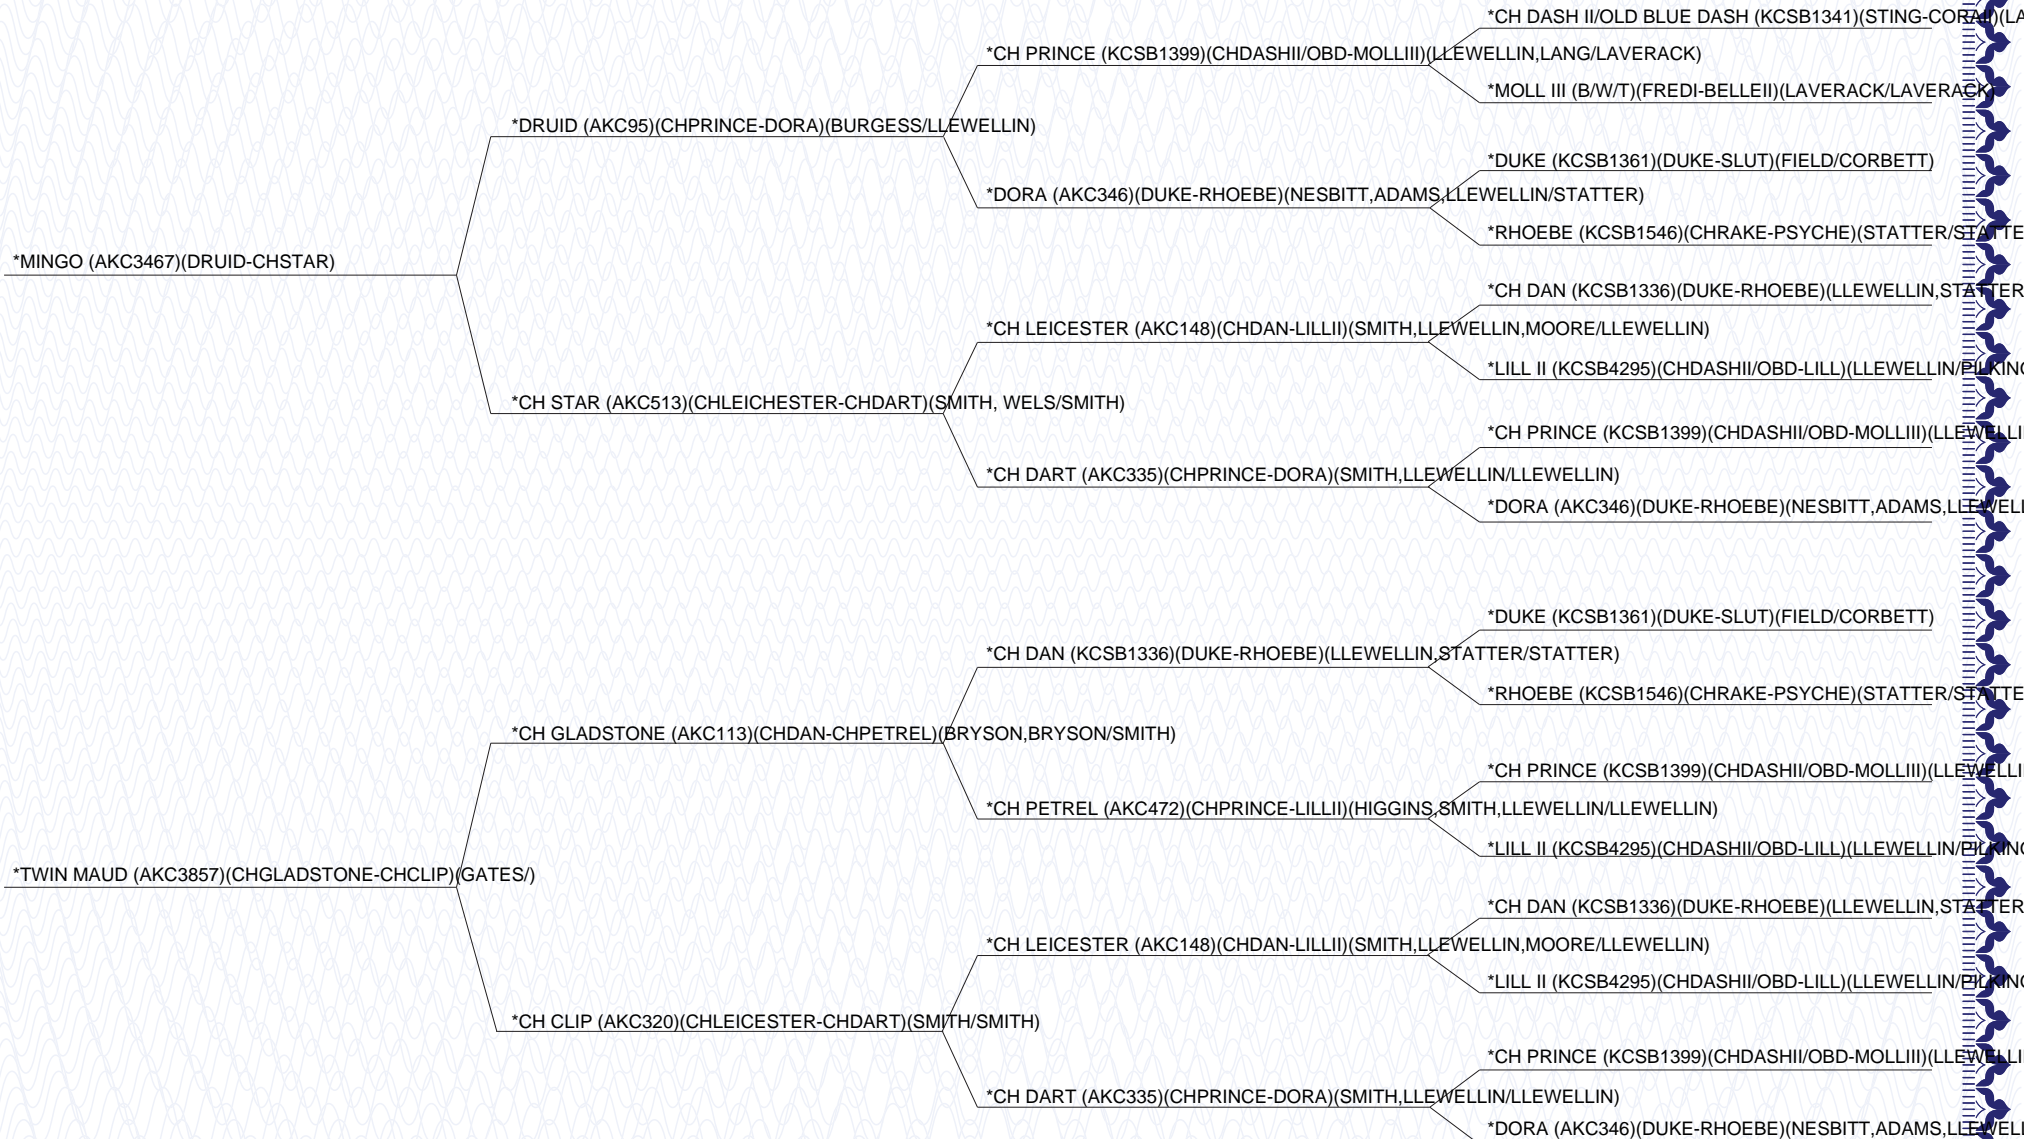 *CH DASH II/OLD BLUE DASH (KCSB1341)(STING-CORAII)(LA
*CH PRINCE (KCSB1399)(CHDASHII/OBD-MOLLIII)(LLEWELLIN,LANG/LAVERACK)
*MOLL III (B/W/T)(FREDI-BELLEII)(LAVERACK/LAVERACK)
*DRUID (AKC95)(CHPRINCE-DORA)(BURGESS/LLEWELLIN)
*DUKE (KCSB1361)(DUKE-SLUT)(FIELD/CORBETT)
*DORA (AKC346)(DUKE-RHOEBE)(NESBITT,ADAMS,LLEWELLIN/STATTER)
*RHOEBE (KCSB1546)(CHRAKE-PSYCHE)(STATTER/STATTE
*MINGO (AKC3467)(DRUID-CHSTAR)
*CH DAN (KCSB1336)(DUKE-RHOEBE)(LLEWELLIN,STATTER
*CH LEICESTER (AKC148)(CHDAN-LILLII)(SMITH,LLEWELLIN,MOORE/LLEWELLIN)
*LILL II (KCSB4295)(CHDASHII/OBD-LILL)(LLEWELLIN/PILKING
*CH STAR (AKC513)(CHLEICHESTER-CHDART)(SMITH, WELS/SMITH)
*CH PRINCE (KCSB1399)(CHDASHII/OBD-MOLLIII)(LLEWELLI
*CH DART (AKC335)(CHPRINCE-DORA)(SMITH,LLEWELLIN/LLEWELLIN)
*DORA (AKC346)(DUKE-RHOEBE)(NESBITT,ADAMS,LLEWELL
*DUKE (KCSB1361)(DUKE-SLUT)(FIELD/CORBETT)
*CH DAN (KCSB1336)(DUKE-RHOEBE)(LLEWELLIN,STATTER/STATTER)
*RHOEBE (KCSB1546)(CHRAKE-PSYCHE)(STATTER/STATTE
*CH GLADSTONE (AKC113)(CHDAN-CHPETREL)(BRYSON,BRYSON/SMITH)
*CH PRINCE (KCSB1399)(CHDASHII/OBD-MOLLIII)(LLEWELLI
*CH PETREL (AKC472)(CHPRINCE-LILLII)(HIGGINS,SMITH,LLEWELLIN/LLEWELLIN)
*LILL II (KCSB4295)(CHDASHII/OBD-LILL)(LLEWELLIN/PILKING
*TWIN MAUD (AKC3857)(CHGLADSTONE-CHCLIP)(GATES/)
*CH DAN (KCSB1336)(DUKE-RHOEBE)(LLEWELLIN,STATTER
*CH LEICESTER (AKC148)(CHDAN-LILLII)(SMITH,LLEWELLIN,MOORE/LLEWELLIN)
*LILL II (KCSB4295)(CHDASHII/OBD-LILL)(LLEWELLIN/PILKING
*CH CLIP (AKC320)(CHLEICESTER-CHDART)(SMITH/SMITH)
*CH PRINCE (KCSB1399)(CHDASHII/OBD-MOLLIII)(LLEWELLI
*CH DART (AKC335)(CHPRINCE-DORA)(SMITH,LLEWELLIN/LLEWELLIN)
*DORA (AKC346)(DUKE-RHOEBE)(NESBITT,ADAMS,LLEWELL